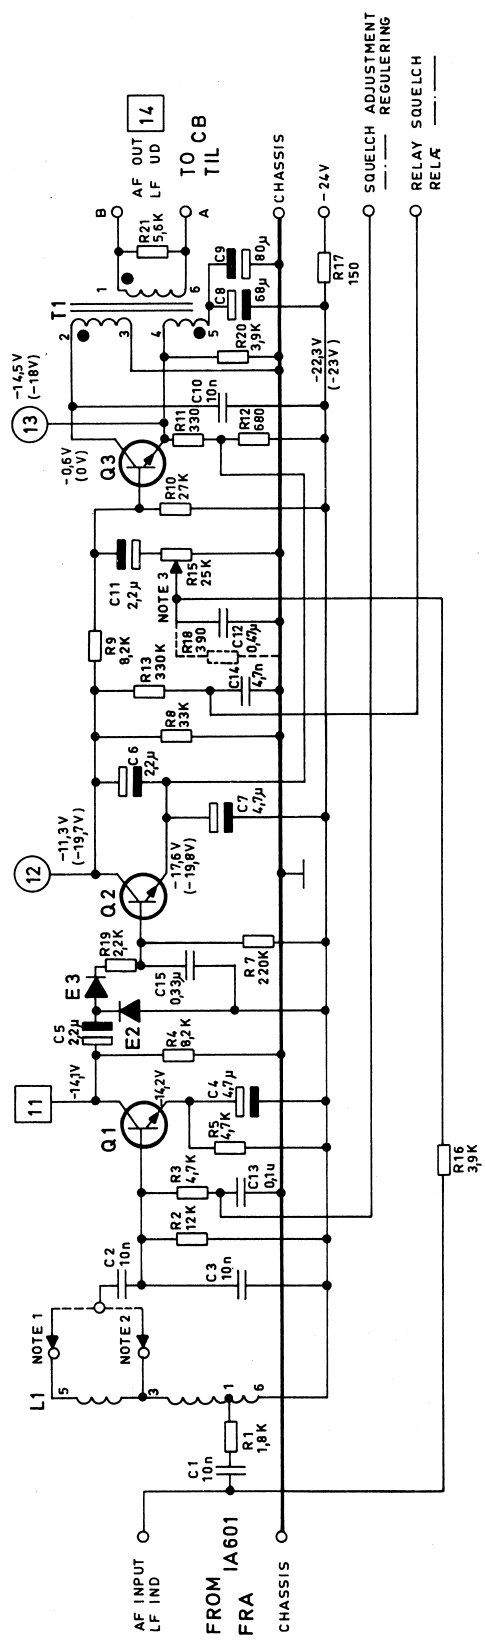 AF INPUT
LF IND
FROM IA601
FRA
CHASSIS
C1
10n
R1
1,8K
L1
5
3
1
6
NOTE 1
NOTE 2
C2
10n
C3
10n
R2
12K
R3
4,7K
C13
0,1u
R5
4,7K
C4
4,7µ
Q1
11
-14,1V
-14,2V
R4
8,2K
C5
2,2µ
E2
E3
R19
2,2K
C15
0,33µ
R7
220K
Q2
12
-11,3V
(-19,7V)
-17,6V
(-19,8V)
C7
4,7µ
C6
2,2µ
R8
33K
R13
330K
C14
4,7n
R9
8,2K
R18
390
C12
0,47µ
NOTE 3
C11
2,2µ
R15
25K
R10
27K
Q3
-0,6V
(0V)
13
-14,5V
(-18V)
R11
330
R12
680
C10
10n
R20
3,9K
-22,3V
(-23V)
T1
2
3
4
5
1
6
C8
68µ
C9
80µ
R21
5,6K
B
A
AF OUT
LF UD
14
TO CB
TIL
CHASSIS
R17
150
-24V
SQUELCH ADJUSTMENT
—.— REGULERING
RELAY SQUELCH
RELÆ —.—
R16
3,9K